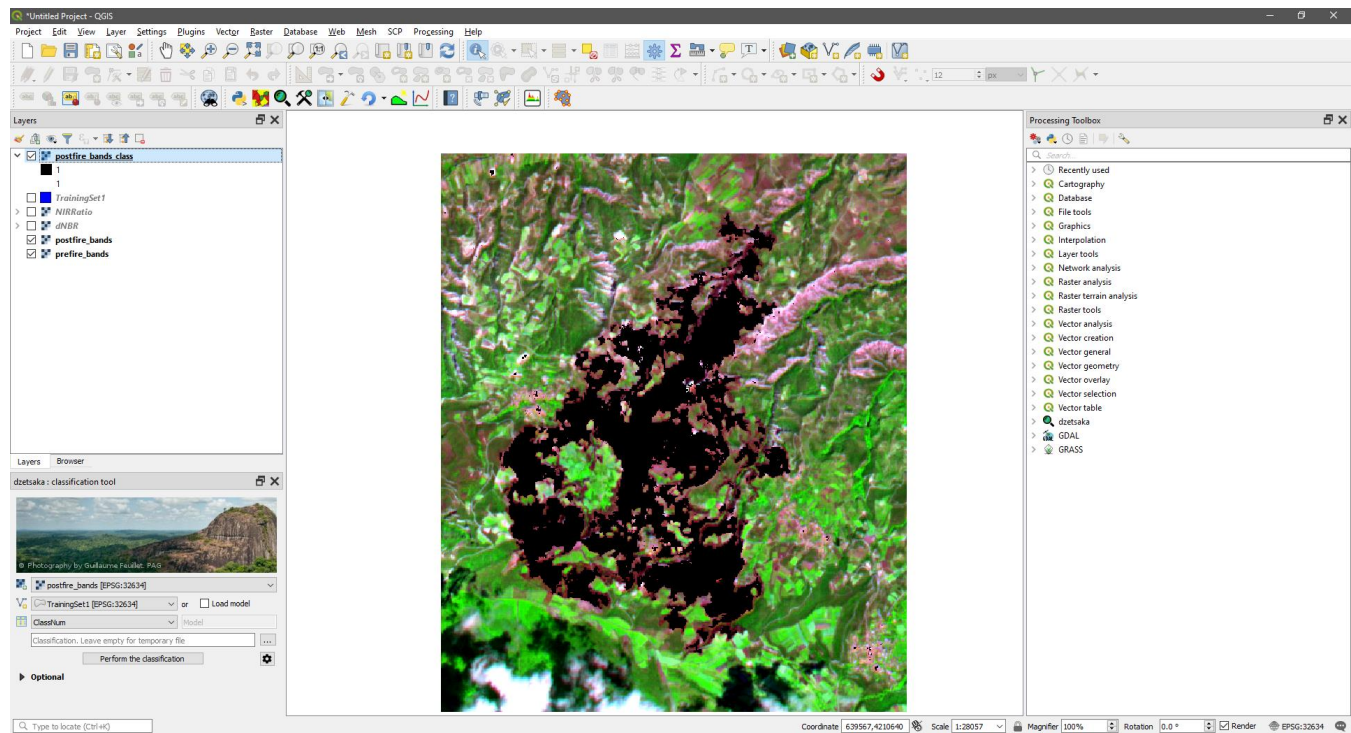 *Untitled Project - QGIS
Project Edit View Layer Settings Plugins Vector Raster Database Web Mesh SCP Processing Help
12 px
Layers
postfire_bands_class
1
1
TrainingSet1
NIRRatio
dNBR
postfire_bands
prefire_bands
Layers Browser
dzetsaka : classification tool
© Photography by Guillaume Feuillet. PAG
postfire_bands [EPSG:32634]
TrainingSet1 [EPSG:32634] or Load model
ClassNum Model
Classification. Leave empty for temporary file ...
Perform the classification
Optional
Processing Toolbox
Search...
Recently used
Cartography
Database
File tools
Graphics
Interpolation
Layer tools
Network analysis
Raster analysis
Raster terrain analysis
Raster tools
Vector analysis
Vector creation
Vector general
Vector geometry
Vector overlay
Vector selection
Vector table
dzetsaka
GDAL
GRASS
Type to locate (Ctrl+K) Coordinate 639567,4210640 Scale 1:28057 Magnifier 100% Rotation 0.0 ° Render EPSG:32634